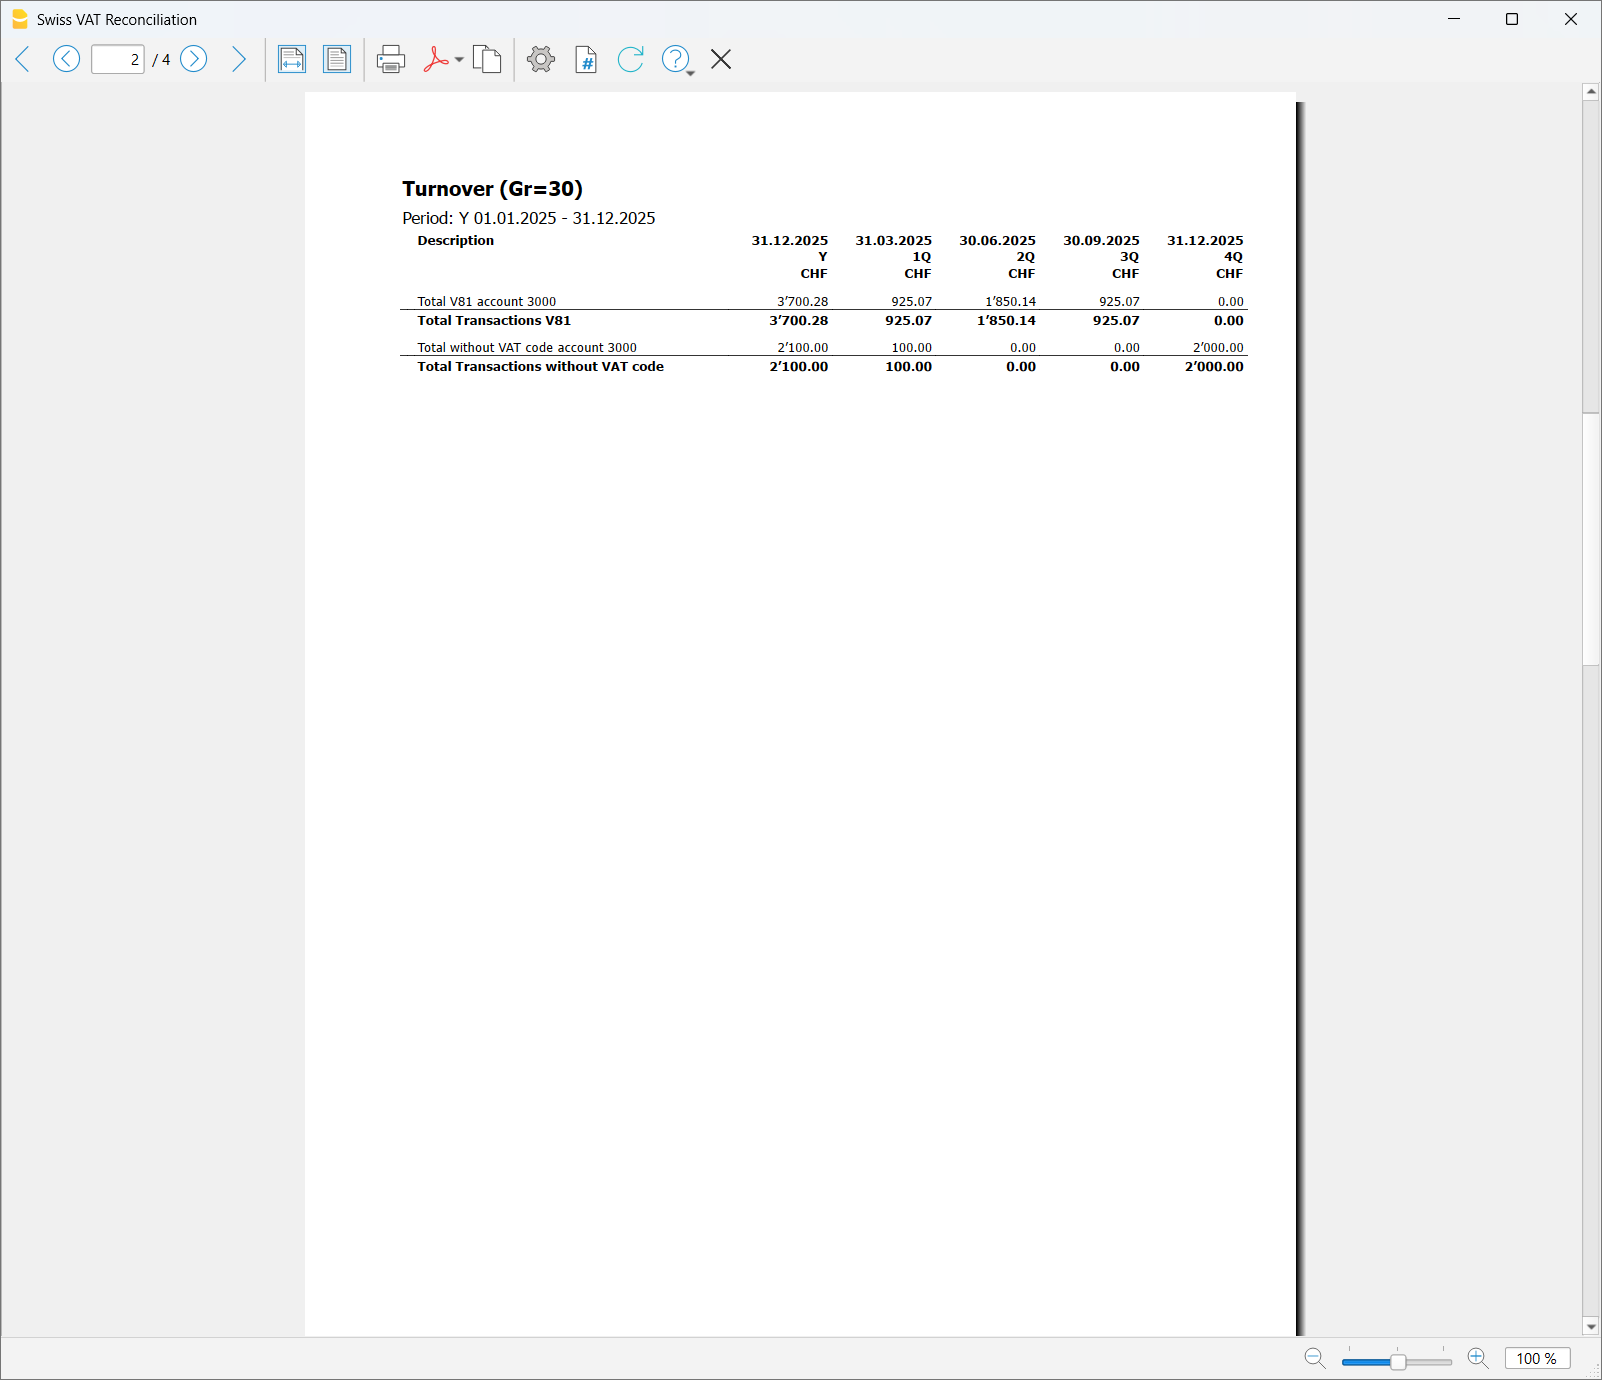 Swiss VAT Reconciliation
2 / 4
Turnover (Gr=30)
Period: Y 01.01.2025 - 31.12.2025
Description 31.12.2025 31.03.2025 30.06.2025 30.09.2025 31.12.2025
Y 1Q 2Q 3Q 4Q
CHF CHF CHF CHF CHF
Total V81 account 3000 3’700.28 925.07 1’850.14 925.07 0.00
Total Transactions V81 3’700.28 925.07 1’850.14 925.07 0.00
Total without VAT code account 3000 2’100.00 100.00 0.00 0.00 2’000.00
Total Transactions without VAT code 2’100.00 100.00 0.00 0.00 2’000.00
100 %